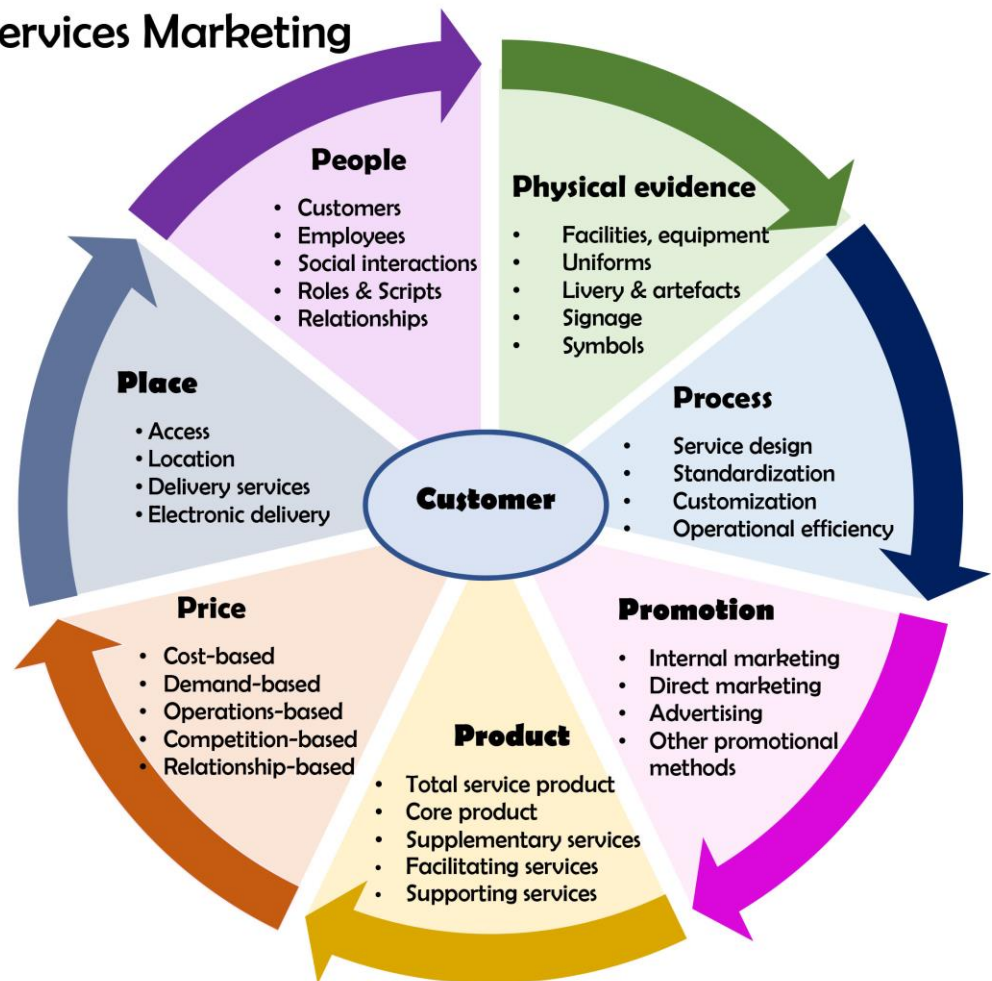 ervices Marketing
People
• Customers
• Employees
• Social interactions
• Roles & Scripts
• Relationships
Physical evidence
• Facilities, equipment
• Uniforms
• Livery & artefacts
• Signage
• Symbols
Process
• Service design
• Standardization
• Customization
• Operational efficiency
Promotion
• Internal marketing
• Direct marketing
• Advertising
• Other promotional
methods
Product
• Total service product
• Core product
• Supplementary services
• Facilitating services
• Supporting services
Price
• Cost-based
• Demand-based
• Operations-based
• Competition-based
• Relationship-based
Place
• Access
• Location
• Delivery services
• Electronic delivery
Customer